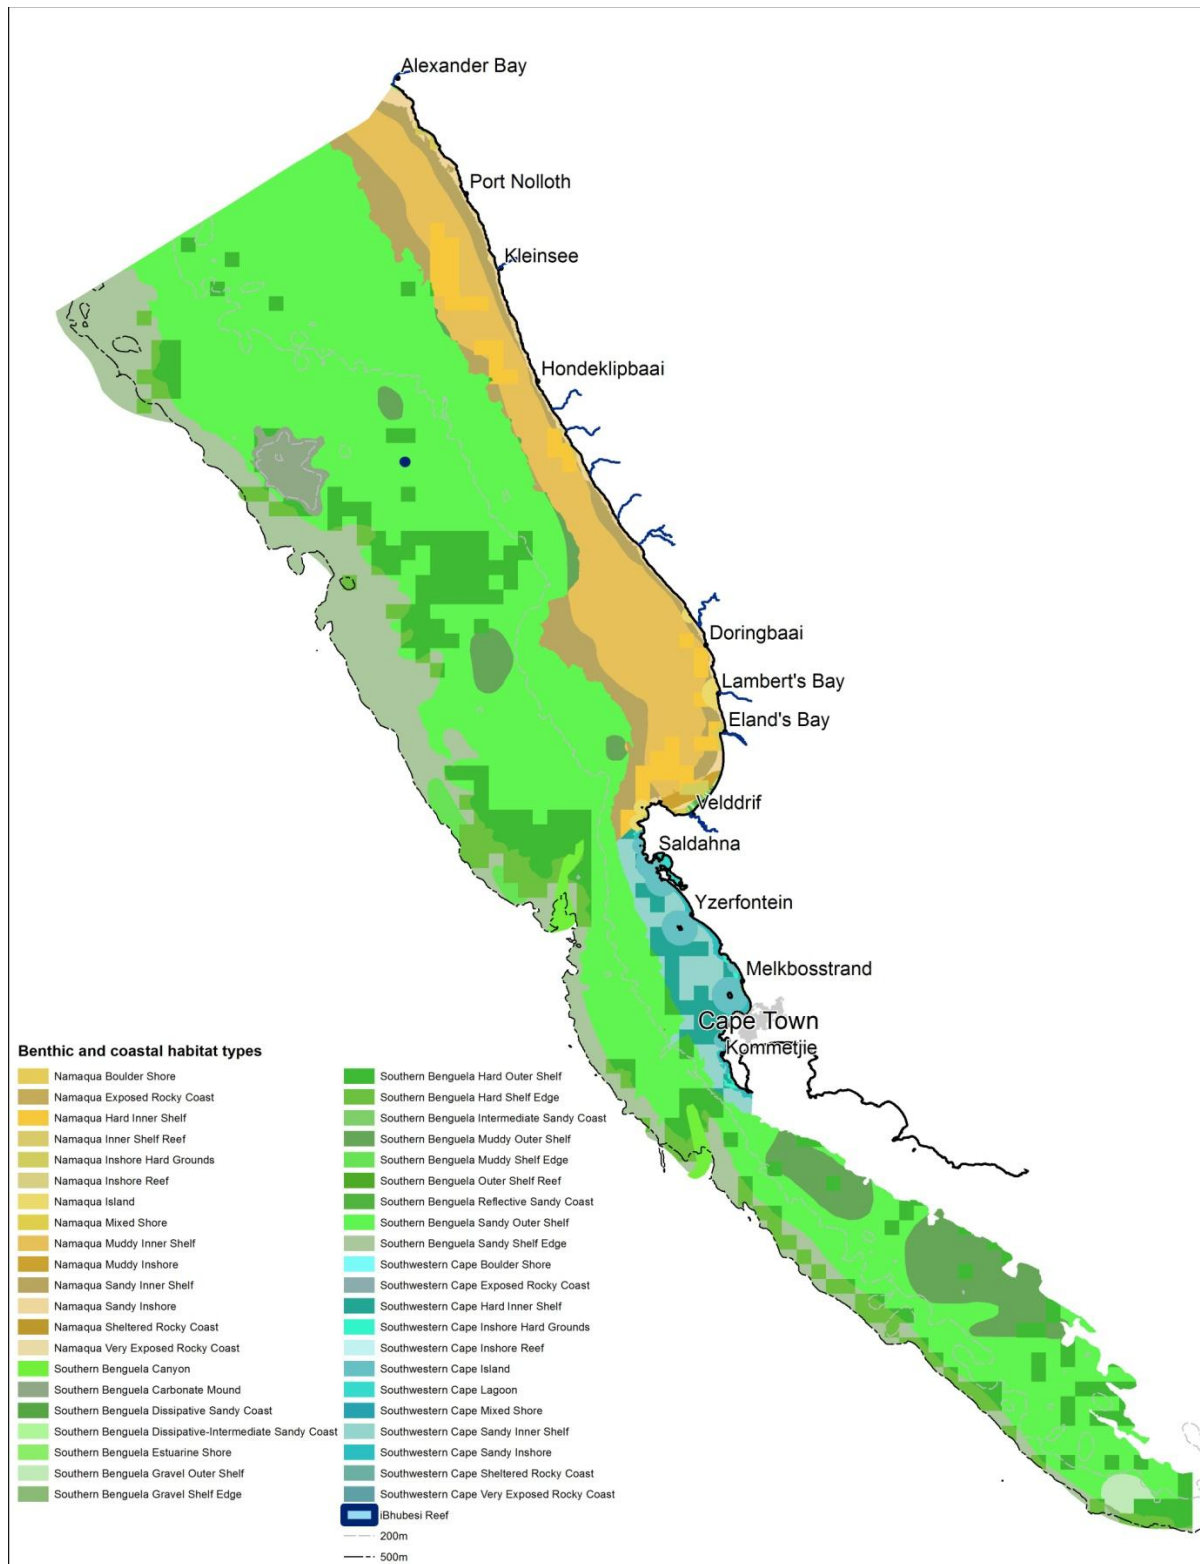 Alexander Bay
Port Nolloth
Kleinsee
Hondeklipbaai
Doringbaai
Lambert's Bay
Eland's Bay
Velddrif
Saldahna
Yzerfontein
Melkbosstrand
Cape Town
Kommetjie
Benthic and coastal habitat types
Namaqua Boulder Shore
Namaqua Exposed Rocky Coast
Namaqua Hard Inner Shelf
Namaqua Inner Shelf Reef
Namaqua Inshore Hard Grounds
Namaqua Inshore Reef
Namaqua Island
Namaqua Mixed Shore
Namaqua Muddy Inner Shelf
Namaqua Muddy Inshore
Namaqua Sandy Inner Shelf
Namaqua Sandy Inshore
Namaqua Sheltered Rocky Coast
Namaqua Very Exposed Rocky Coast
Southern Benguela Canyon
Southern Benguela Carbonate Mound
Southern Benguela Dissipative Sandy Coast
Southern Benguela Dissipative-Intermediate Sandy Coast
Southern Benguela Estuarine Shore
Southern Benguela Gravel Outer Shelf
Southern Benguela Gravel Shelf Edge
Southern Benguela Hard Outer Shelf
Southern Benguela Hard Shelf Edge
Southern Benguela Intermediate Sandy Coast
Southern Benguela Muddy Outer Shelf
Southern Benguela Muddy Shelf Edge
Southern Benguela Outer Shelf Reef
Southern Benguela Reflective Sandy Coast
Southern Benguela Sandy Outer Shelf
Southern Benguela Sandy Shelf Edge
Southwestern Cape Boulder Shore
Southwestern Cape Exposed Rocky Coast
Southwestern Cape Hard Inner Shelf
Southwestern Cape Inshore Hard Grounds
Southwestern Cape Inshore Reef
Southwestern Cape Island
Southwestern Cape Lagoon
Southwestern Cape Mixed Shore
Southwestern Cape Sandy Inner Shelf
Southwestern Cape Sandy Inshore
Southwestern Cape Sheltered Rocky Coast
Southwestern Cape Very Exposed Rocky Coast
iBhubesi Reef
200m
500m